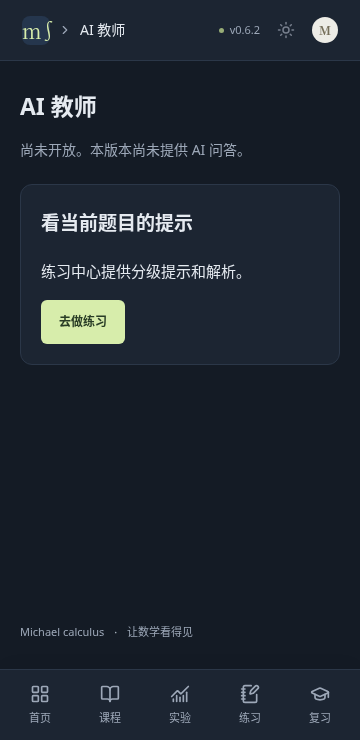 m∫
AI 教师
v0.6.2
M
AI 教师
尚未开放。本版本尚未提供 AI 问答。
看当前题目的提示
练习中心提供分级提示和解析。
去做练习
Michael calculus · 让数学看得见
首页
课程
实验
练习
复习